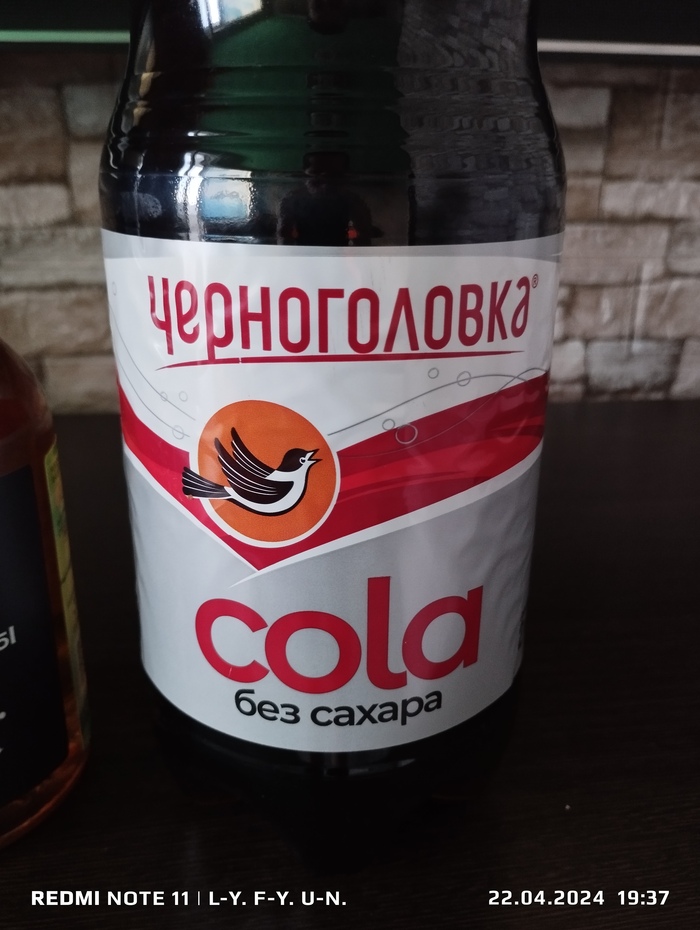 Черноголовка®
cola
без сахара
REDMI NOTE 11 | L-Y. F-Y. U-N.
22.04.2024 19:37